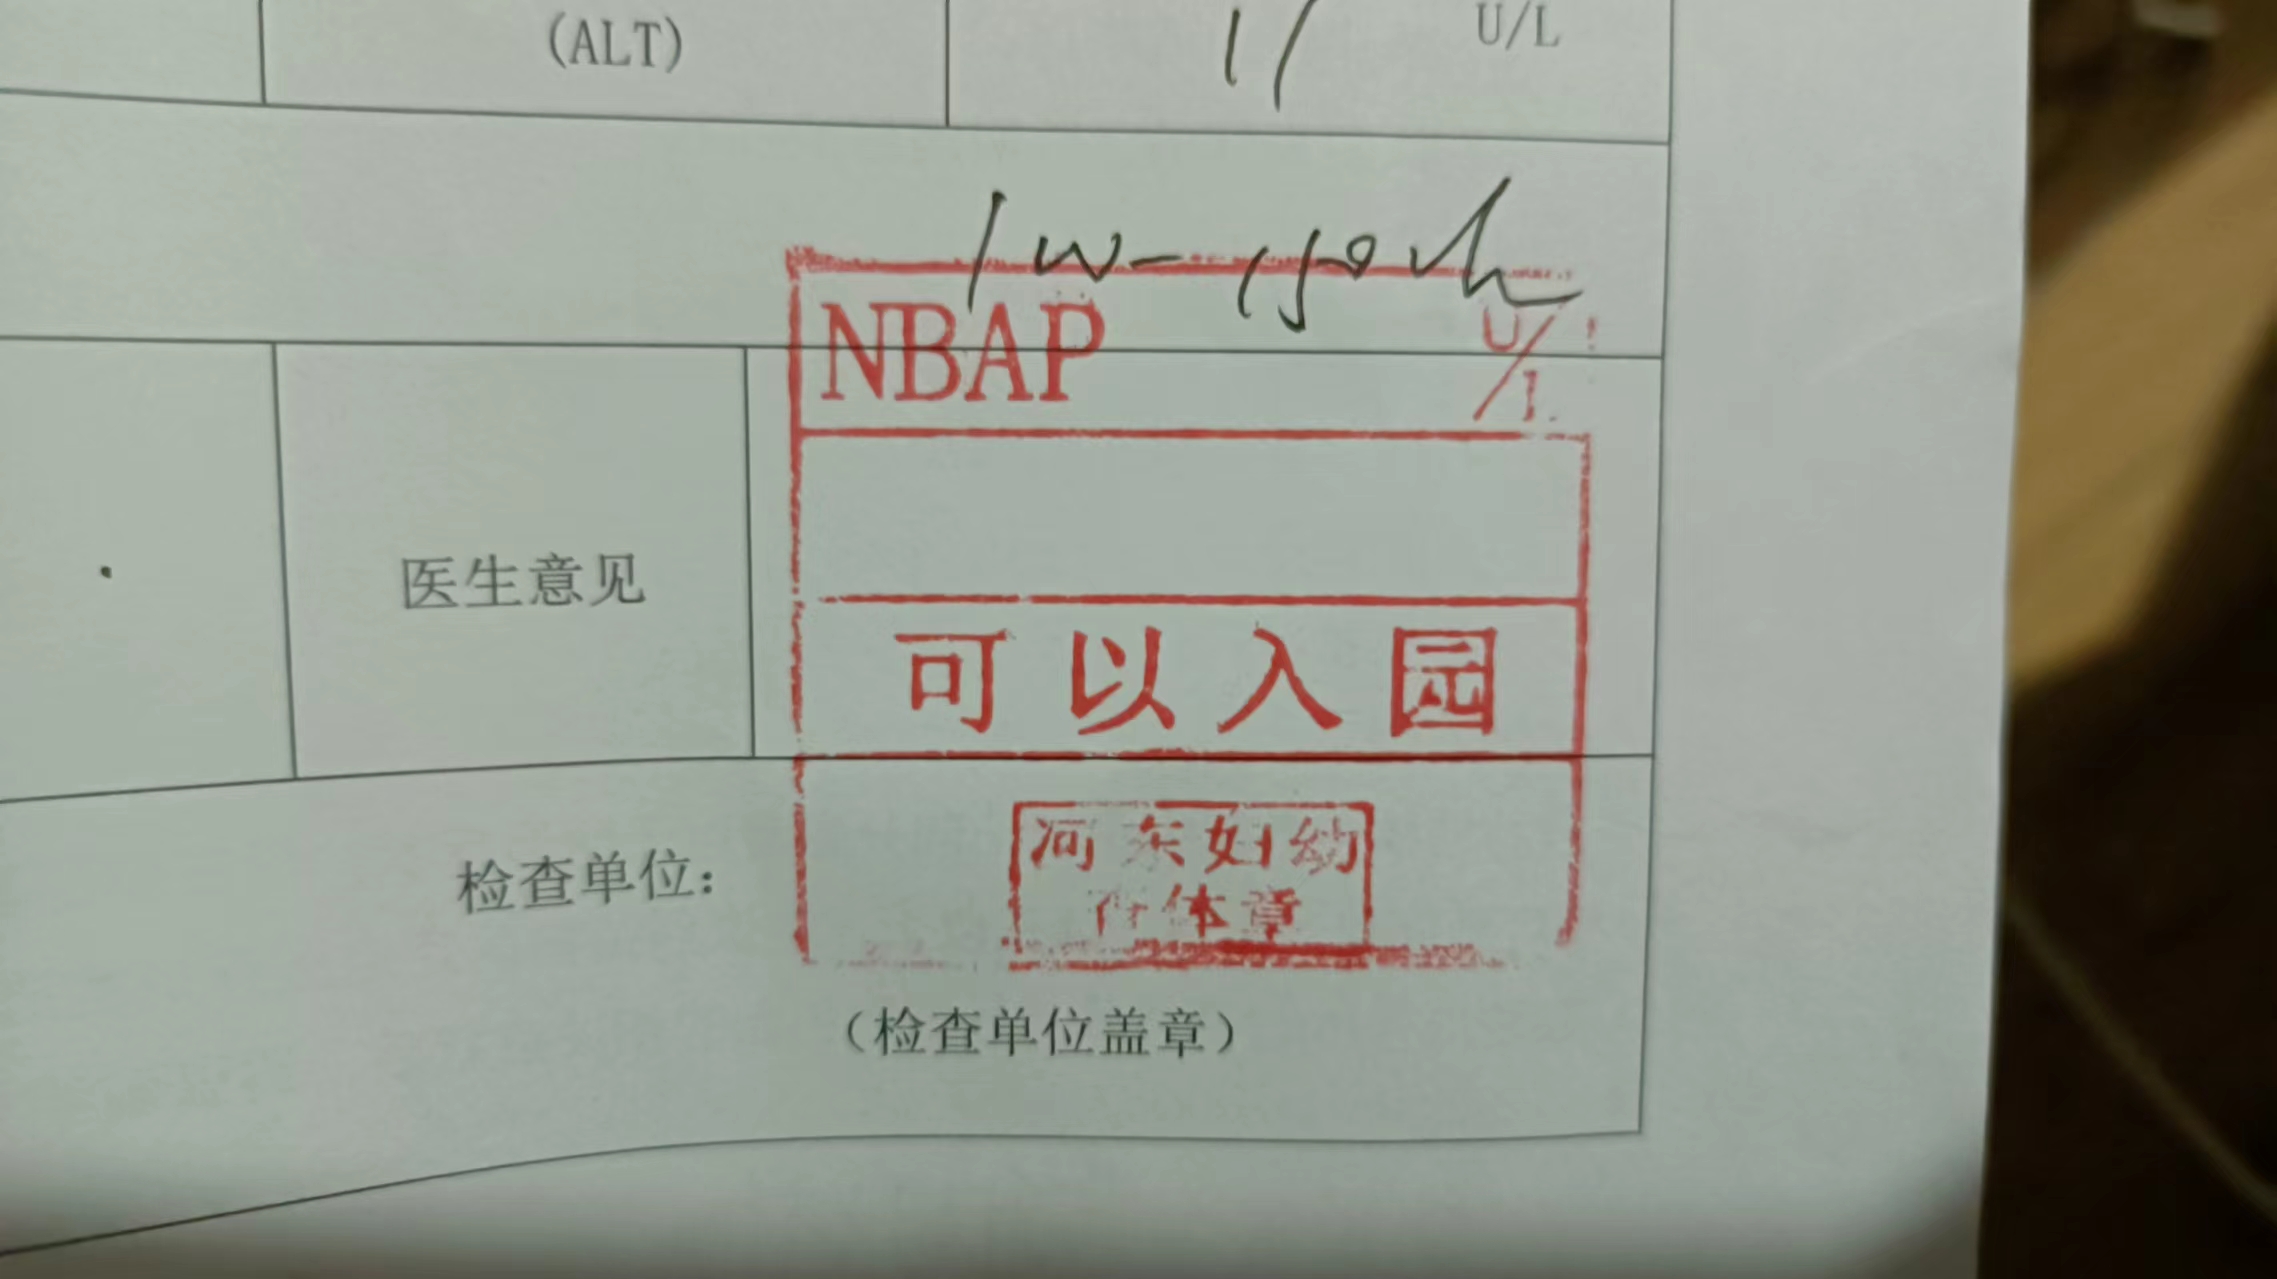 (ALT) U/L
NBAP U/L
医生意见
可以入园
检查单位：
河东妇幼
体章
（检查单位盖章）